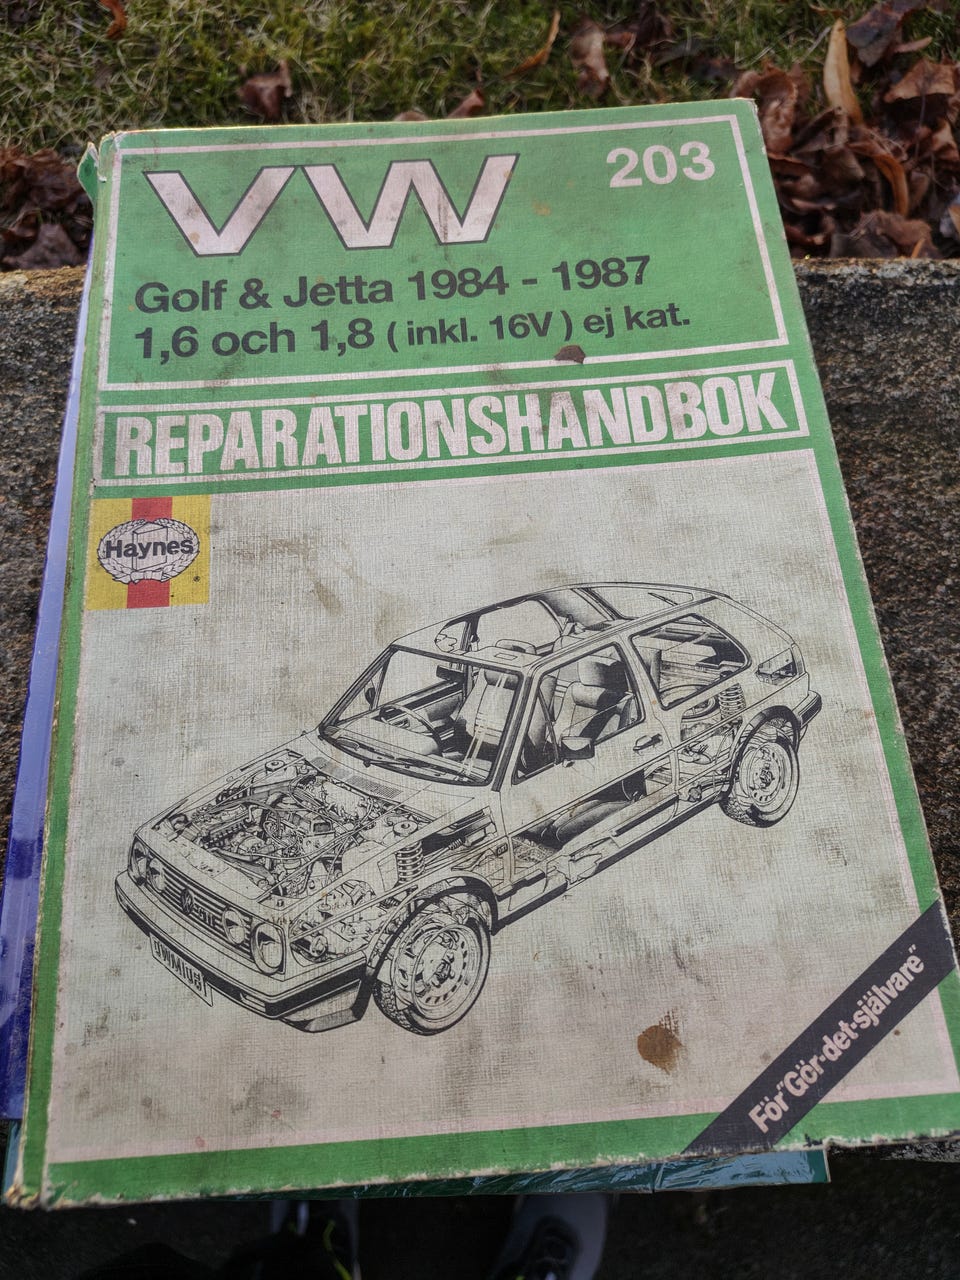 VW
203
Golf & Jetta 1984 - 1987
1,6 och 1,8 ( inkl. 16V ) ej kat.
REPARATIONSHANDBOK
Haynes
För "Gör-det-självare"